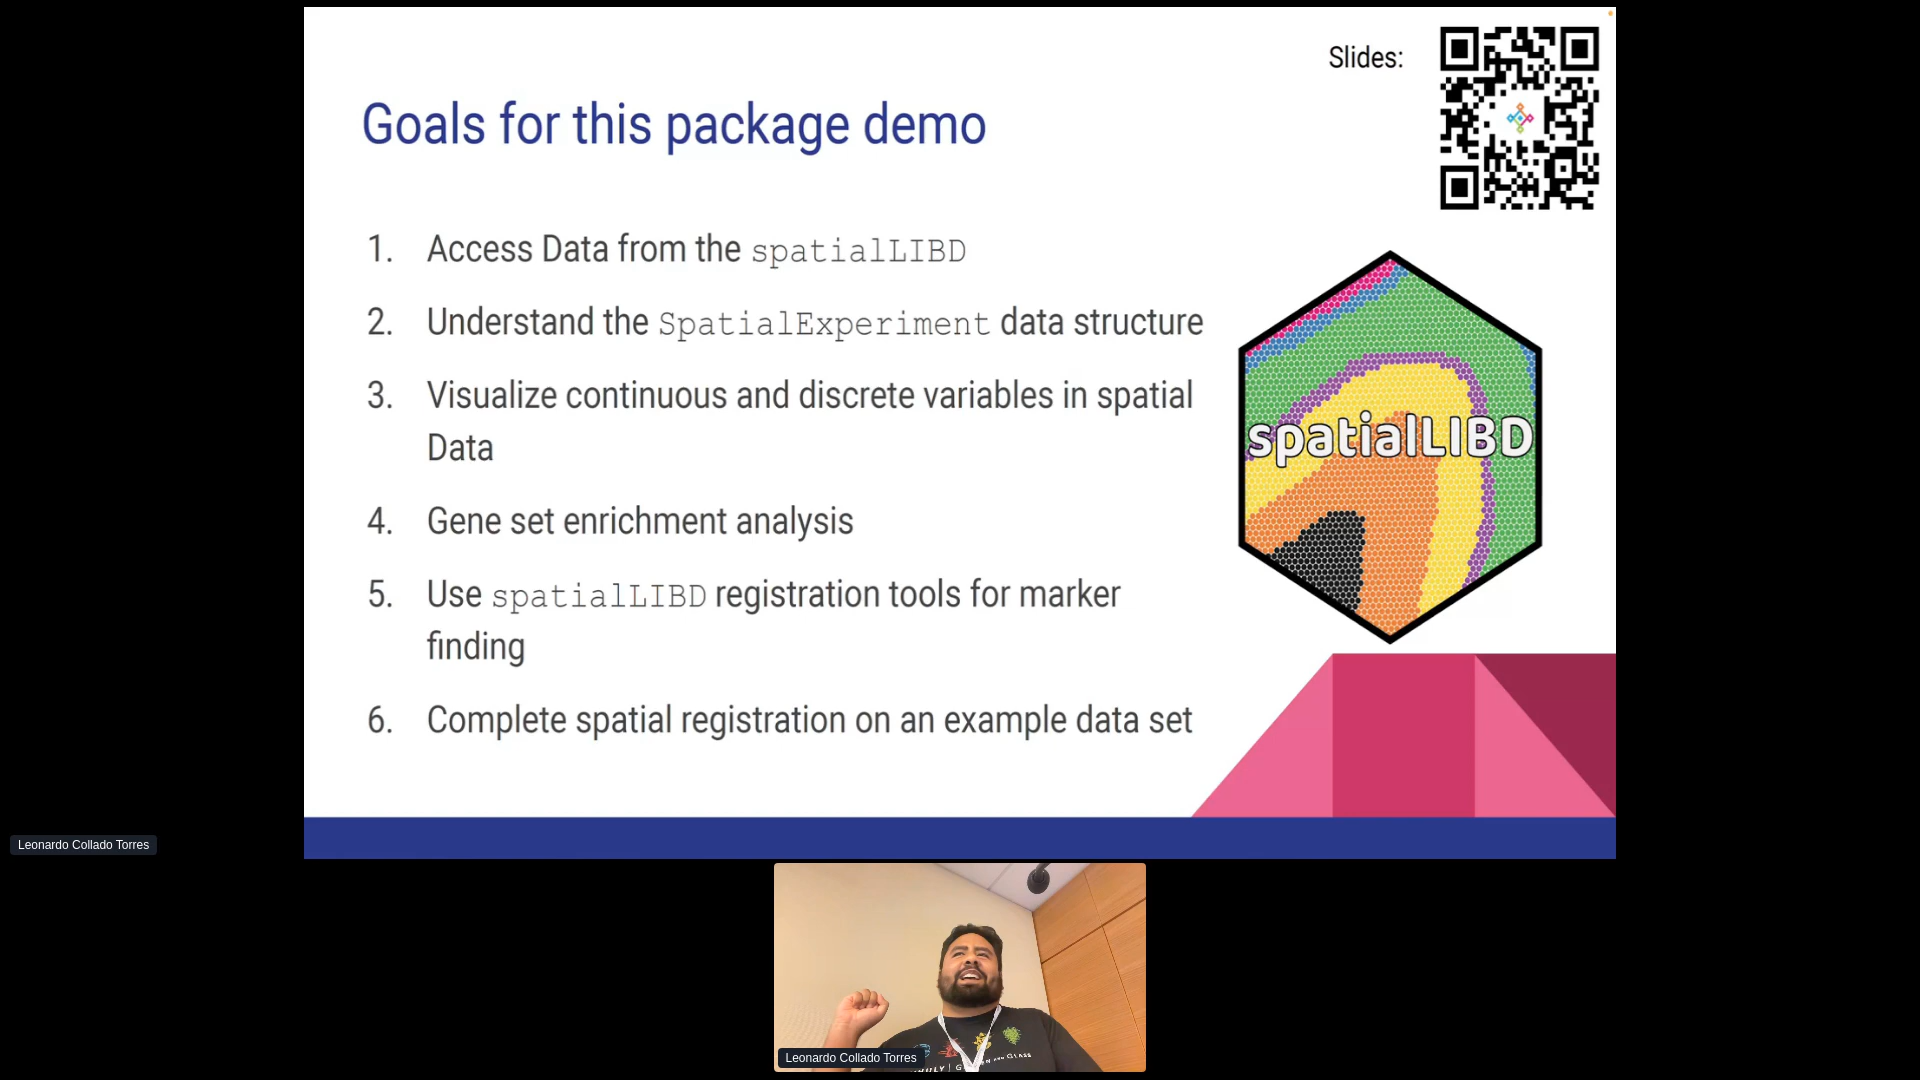 Slides:
Goals for this package demo
1. Access Data from the spatialLIBD
2. Understand the SpatialExperiment data structure
3. Visualize continuous and discrete variables in spatial
Data
4. Gene set enrichment analysis
5. Use spatialLIBD registration tools for marker
finding
6. Complete spatial registration on an example data set
spatialLIBD
Leonardo Collado Torres
Leonardo Collado Torres